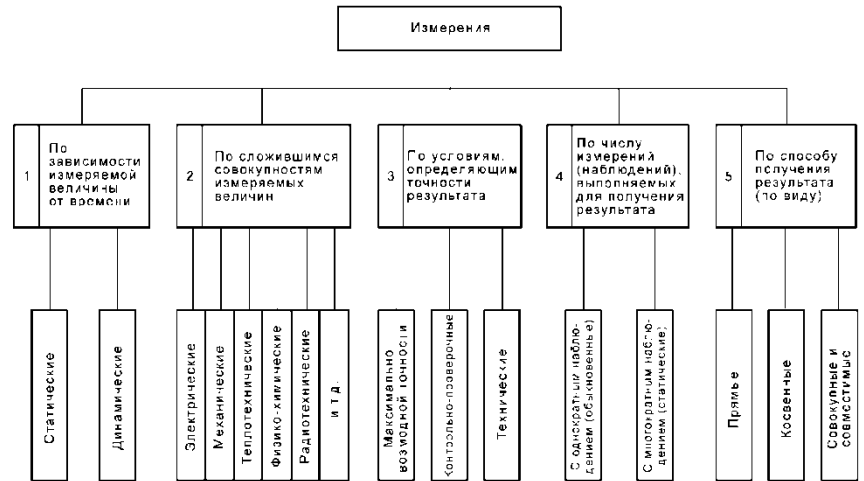 Измерения
1
По
зависимости
измеряемой
величины
от времени
2
По сложившимся
совокупностям
измеряемых
величин
3
По условиям,
определяющим
точности
результата
4
По числу
измерений
(наблюдений),
выполняемых
для получения
результата
5
По способу
получения
результата
(по виду)
Статические
Динамические
Электрические
Механические
Теплотехнические
Физико-химические
Радиотехнические
и т.д.
Максимально
возмодной точности
Контрольно-проверочные
Технические
С однократным наблю-
дением (обыкновенные)
С многократным наблю-
дением (статические)
Прямые
Косвенные
Совокупные и
совместимые